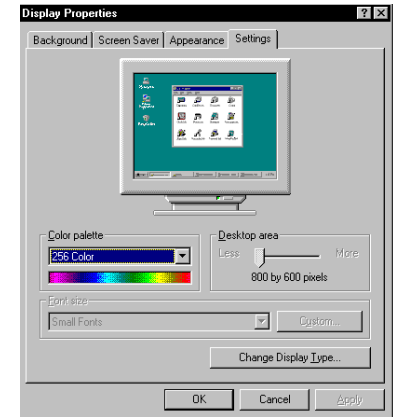 Display Properties
Background Screen Saver Appearance Settings
Color palette
256 Color
Desktop area
Less More
800 by 600 pixels
Font size
Small Fonts
Custom...
Change Display Type...
OK Cancel Apply